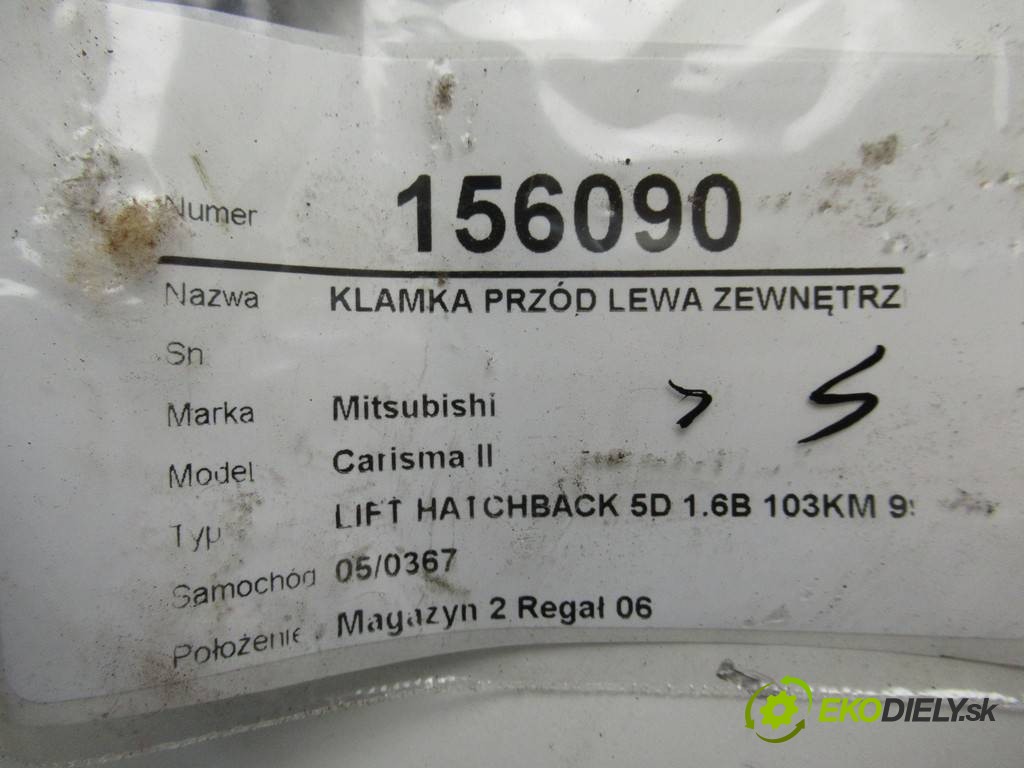 Numer 156090
Nazwa KLAMKA PRZÓD LEWA ZEWNĘTRZ
Sn
Marka Mitsubishi
Model Carisma II
Typ LIFT HATCHBACK 5D 1.6B 103KM 9
Samochód 05/0367
Położenie Magazyn 2 Regał 06
EKODIELY.sk